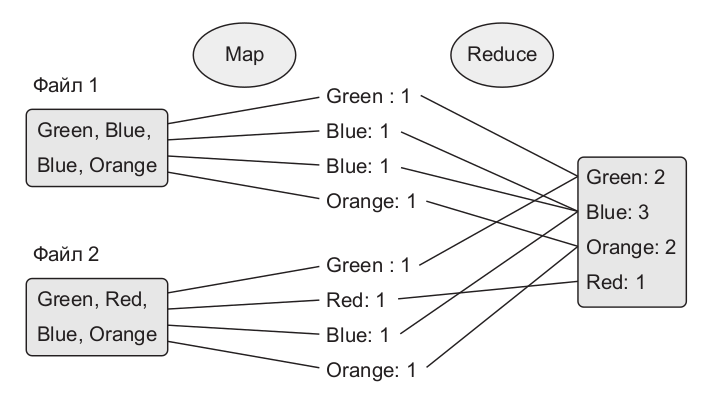 Map
Reduce
Файл 1
Green, Blue,
Blue, Orange
Green : 1
Blue: 1
Blue: 1
Orange: 1
Файл 2
Green, Red,
Blue, Orange
Green : 1
Red: 1
Blue: 1
Orange: 1
Green: 2
Blue: 3
Orange: 2
Red: 1